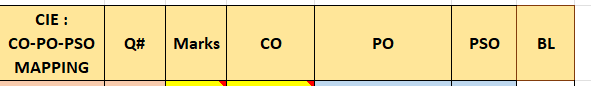 CIE :
CO-PO-PSO Q# Marks CO PO PSO BL
MAPPING